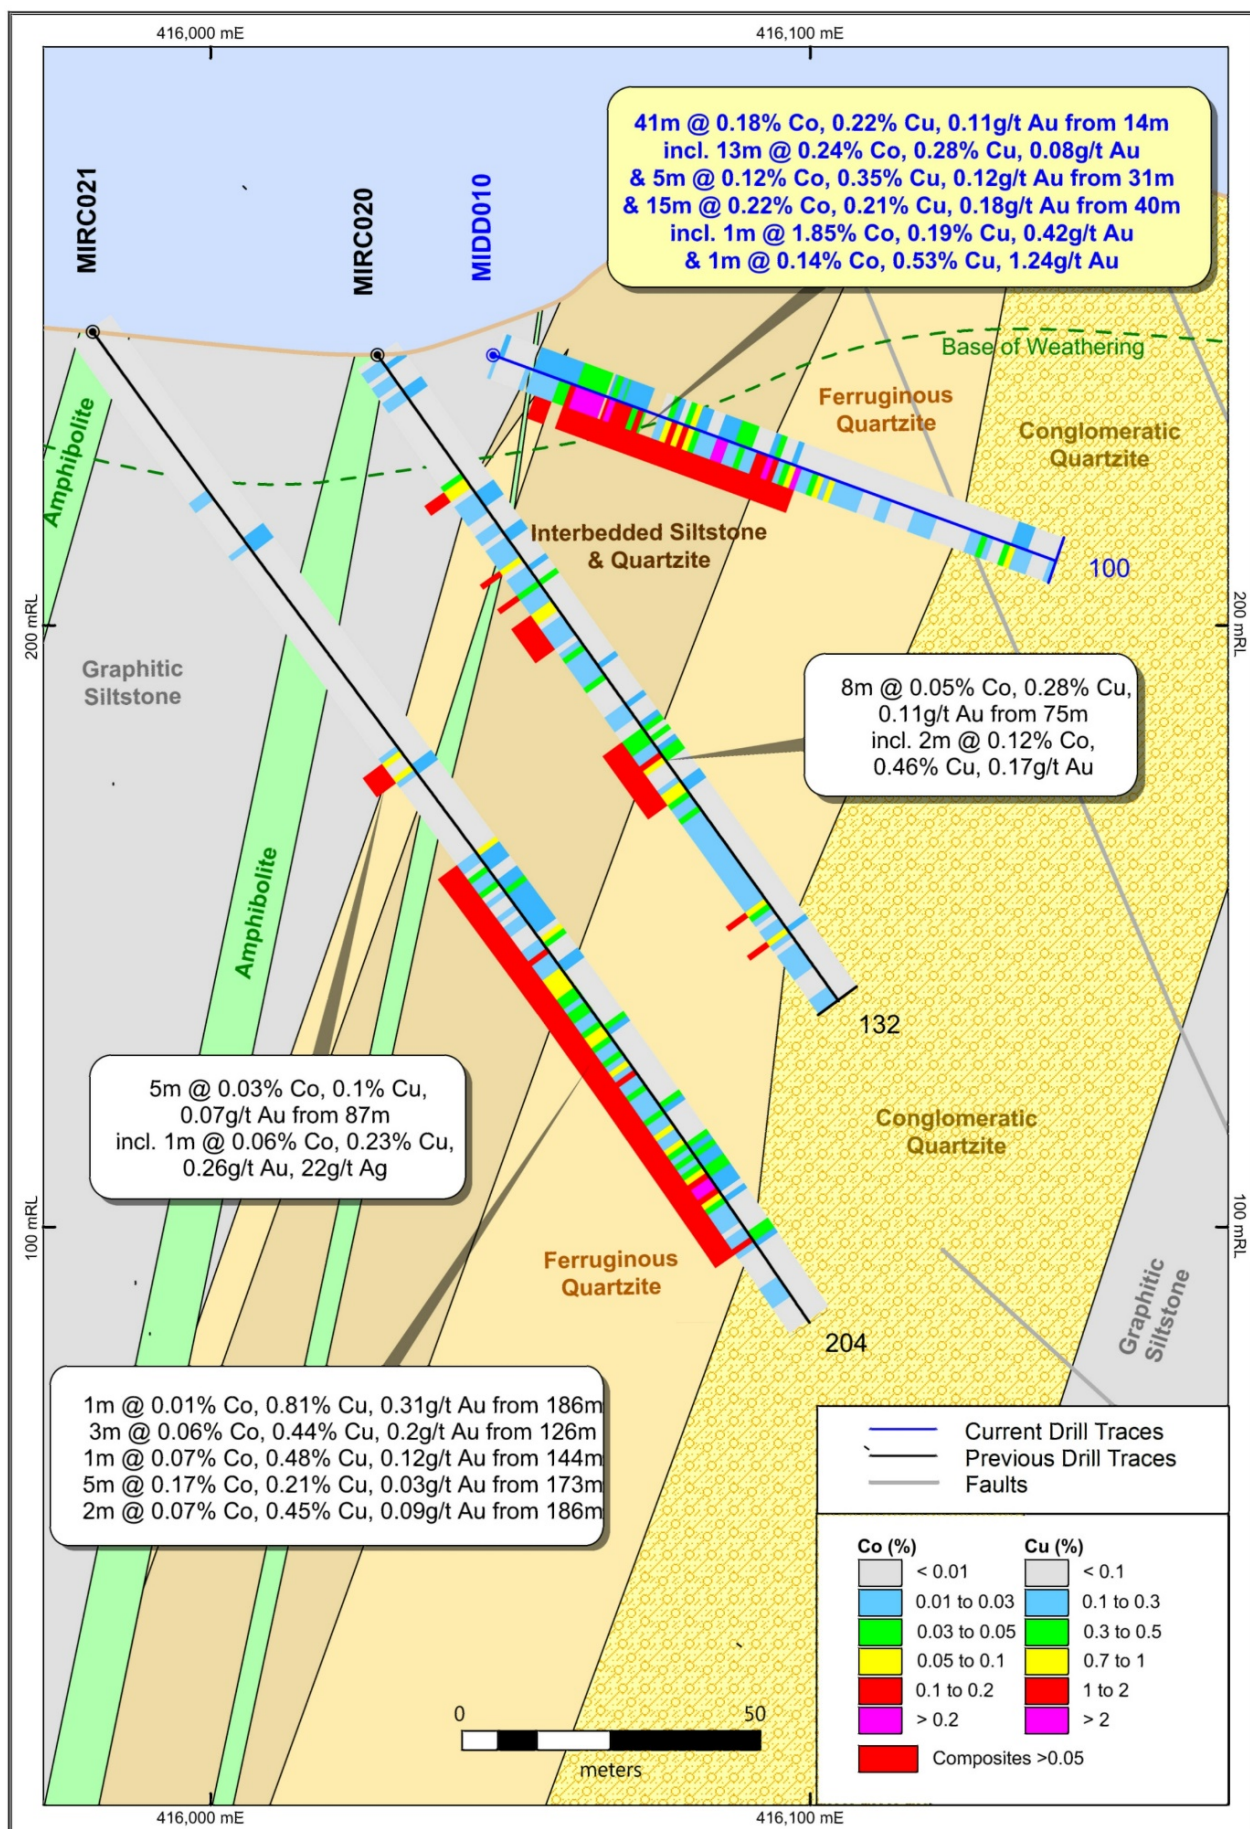 416,000 mE
416,100 mE
41m @ 0.18% Co, 0.22% Cu, 0.11g/t Au from 14m
incl. 13m @ 0.24% Co, 0.28% Cu, 0.08g/t Au
& 5m @ 0.12% Co, 0.35% Cu, 0.12g/t Au from 31m
& 15m @ 0.22% Co, 0.21% Cu, 0.18g/t Au from 40m
incl. 1m @ 1.85% Co, 0.19% Cu, 0.42g/t Au
& 1m @ 0.14% Co, 0.53% Cu, 1.24g/t Au
MIRC021
MIRC020
MIDD010
Base of Weathering
Ferruginous
Quartzite
Conglomeratic
Quartzite
Amphibolite
Interbedded Siltstone
& Quartzite
100
200 mRL
200 mRL
Graphitic
Siltstone
8m @ 0.05% Co, 0.28% Cu,
0.11g/t Au from 75m
incl. 2m @ 0.12% Co,
0.46% Cu, 0.17g/t Au
Amphibolite
132
5m @ 0.03% Co, 0.1% Cu,
0.07g/t Au from 87m
incl. 1m @ 0.06% Co, 0.23% Cu,
0.26g/t Au, 22g/t Ag
Conglomeratic
Quartzite
100 mRL
100 mRL
Ferruginous
Quartzite
Graphitic
Siltstone
204
1m @ 0.01% Co, 0.81% Cu, 0.31g/t Au from 186m
3m @ 0.06% Co, 0.44% Cu, 0.2g/t Au from 126m
1m @ 0.07% Co, 0.48% Cu, 0.12g/t Au from 144m
5m @ 0.17% Co, 0.21% Cu, 0.03g/t Au from 173m
2m @ 0.07% Co, 0.45% Cu, 0.09g/t Au from 186m
Current Drill Traces
Previous Drill Traces
Faults
Co (%) Cu (%)
< 0.01 < 0.1
0.01 to 0.03 0.1 to 0.3
0.03 to 0.05 0.3 to 0.5
0.05 to 0.1 0.7 to 1
0.1 to 0.2 1 to 2
> 0.2 > 2
Composites >0.05
0 50
meters
416,000 mE
416,100 mE